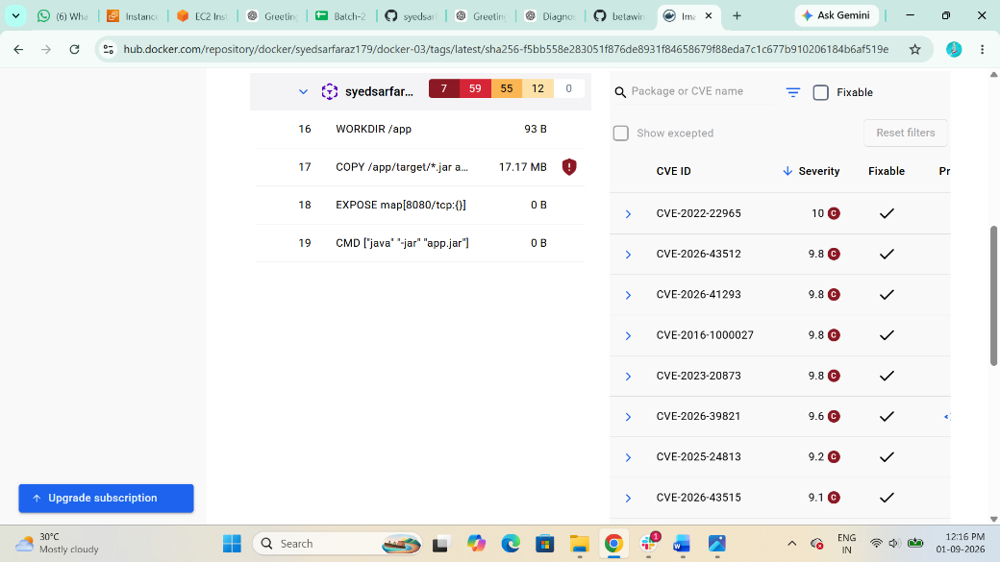 (6) Wha
Instanc
EC2 Inst
Greeting
Batch-2
syedsarf
Greeting
Diagnos
betawin
Ima
Ask Gemini
hub.docker.com/repository/docker/syedsarfaraz179/docker-03/tags/latest/sha256-f5bb558e283051f876de8931f84658679f88eda7c1c677b910206184b6af519e
syedsarfar... 7 59 55 12 0
16 WORKDIR /app 93 B
17 COPY /app/target/*.jar a... 17.17 MB
18 EXPOSE map[8080/tcp:{}] 0 B
19 CMD ["java" "-jar" "app.jar"] 0 B
Package or CVE name Fixable
Show excepted Reset filters
CVE ID Severity Fixable Pr
CVE-2022-22965 10 C
CVE-2026-43512 9.8 C
CVE-2026-41293 9.8 C
CVE-2016-1000027 9.8 C
CVE-2023-20873 9.8 C
CVE-2026-39821 9.6 C
CVE-2025-24813 9.2 C
CVE-2026-43515 9.1 C
Upgrade subscription
30°C
Mostly cloudy
Search
1
ENG
IN
12:16 PM
01-09-2026